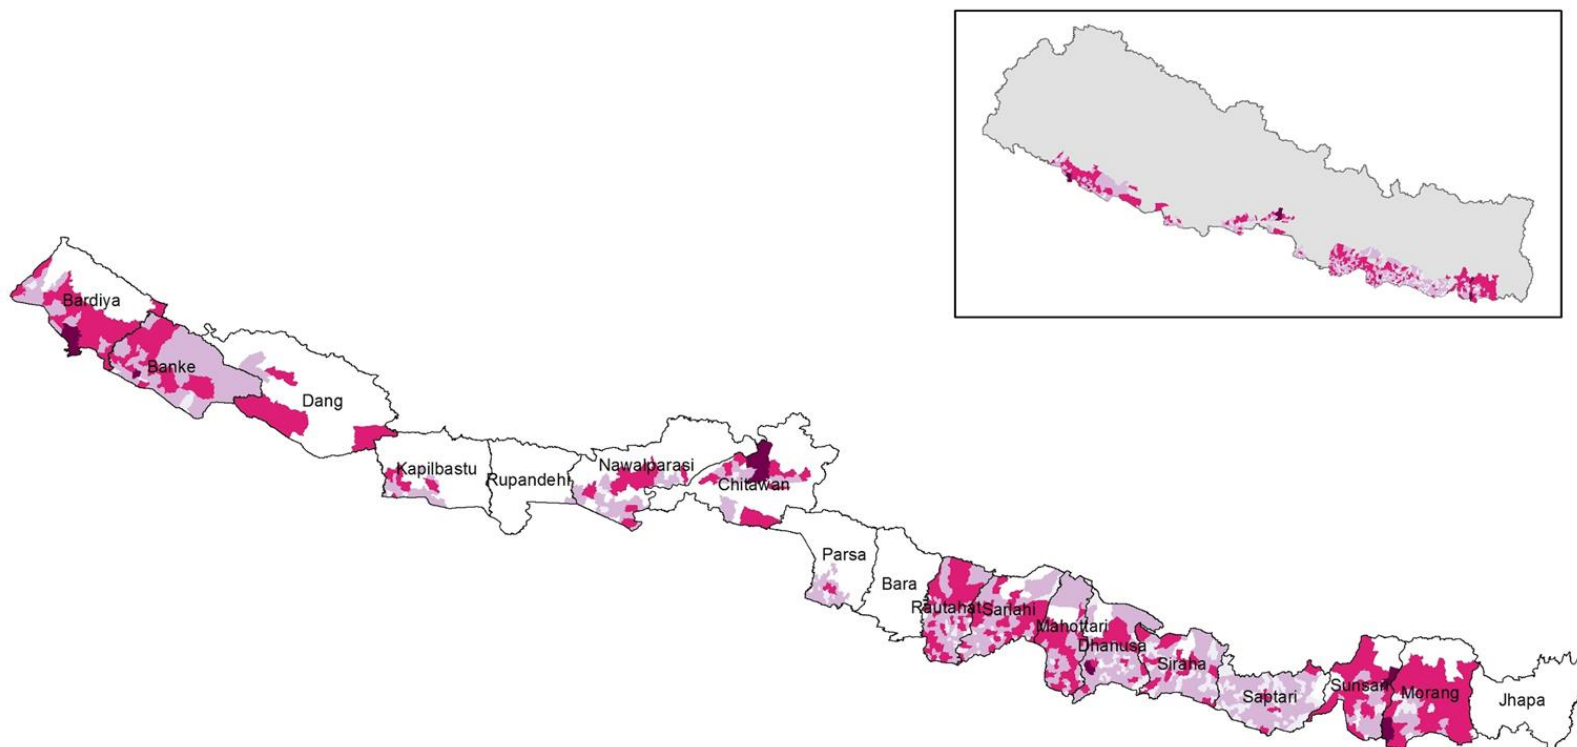 Bardiya
Banke
Dang
Kapilbastu
Rupandehi
Nawalparasi
Chitawan
Parsa
Bara
Rautahat
Sarlahi
Mahottari
Dhanusa
Siraha
Saptari
Sunsari
Morang
Jhapa